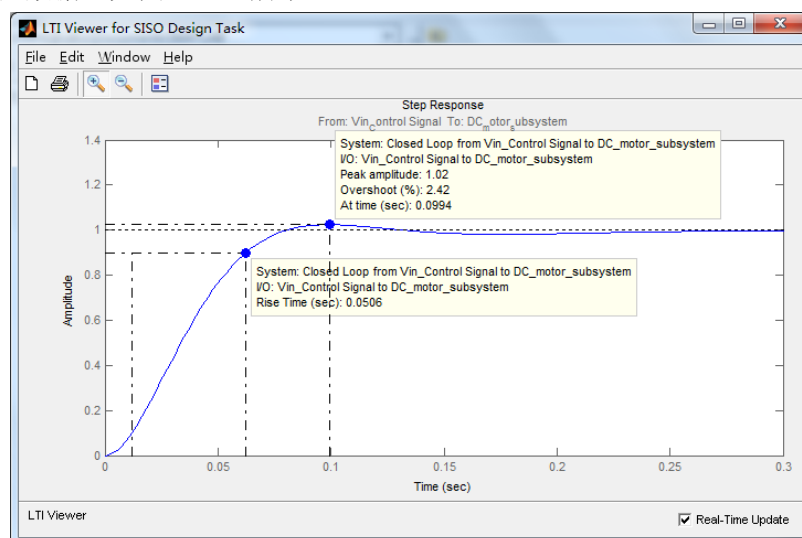 LTI Viewer for SISO Design Task
File Edit Window Help
Step Response
From: Vin_Control Signal To: DC_motor_subsystem
System: Closed Loop from Vin_Control Signal to DC_motor_subsystem
I/O: Vin_Control Signal to DC_motor_subsystem
Peak amplitude: 1.02
Overshoot (%): 2.42
At time (sec): 0.0994
System: Closed Loop from Vin_Control Signal to DC_motor_subsystem
I/O: Vin_Control Signal to DC_motor_subsystem
Rise Time (sec): 0.0506
1.4
1.2
1
0.8
0.6
0.4
0.2
0
Amplitude
0 0.05 0.1 0.15 0.2 0.25 0.3
Time (sec)
LTI Viewer
Real-Time Update